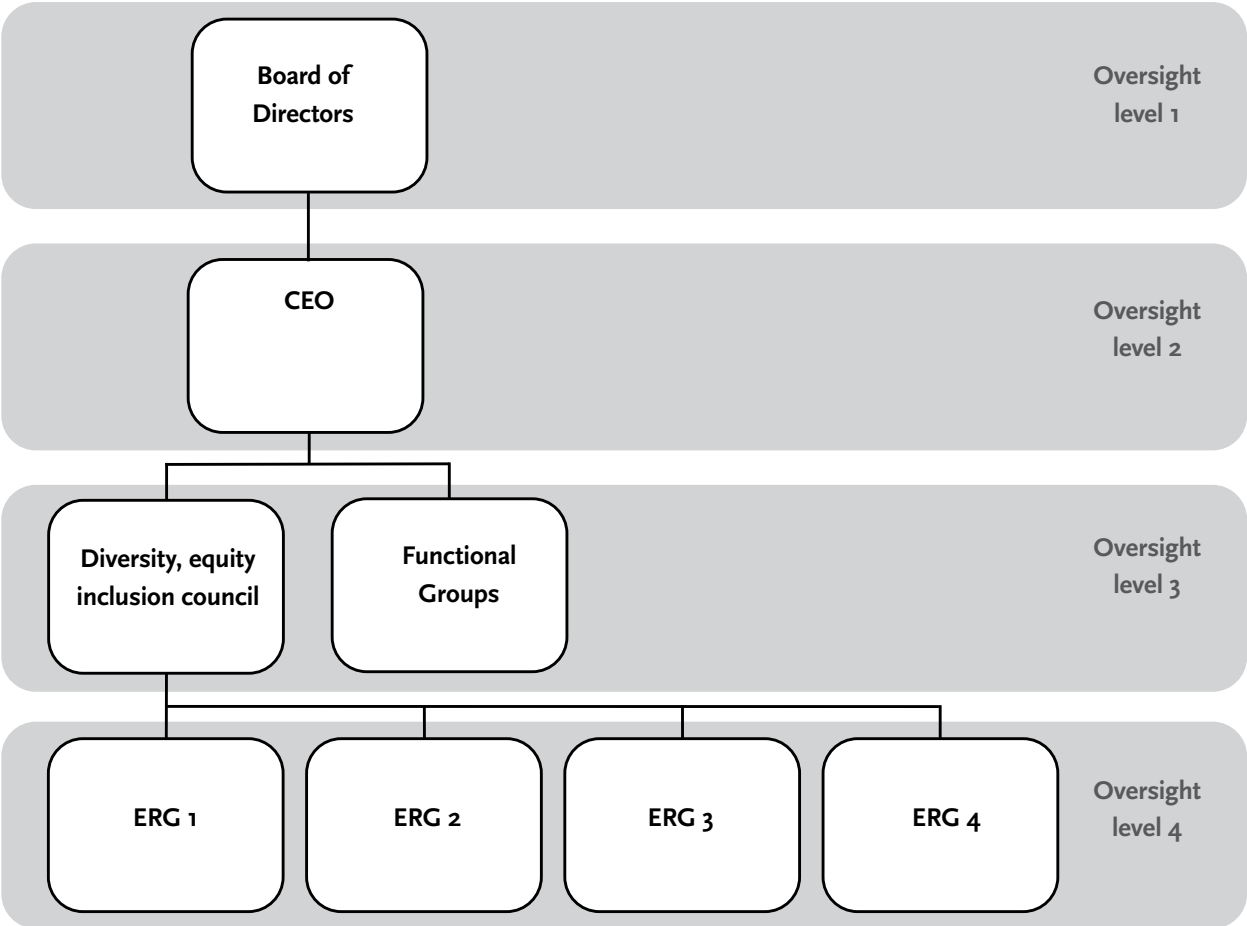 Board of
Directors
Oversight
level 1
CEO
Oversight
level 2
Diversity, equity
inclusion council
Functional
Groups
Oversight
level 3
ERG 1
ERG 2
ERG 3
ERG 4
Oversight
level 4